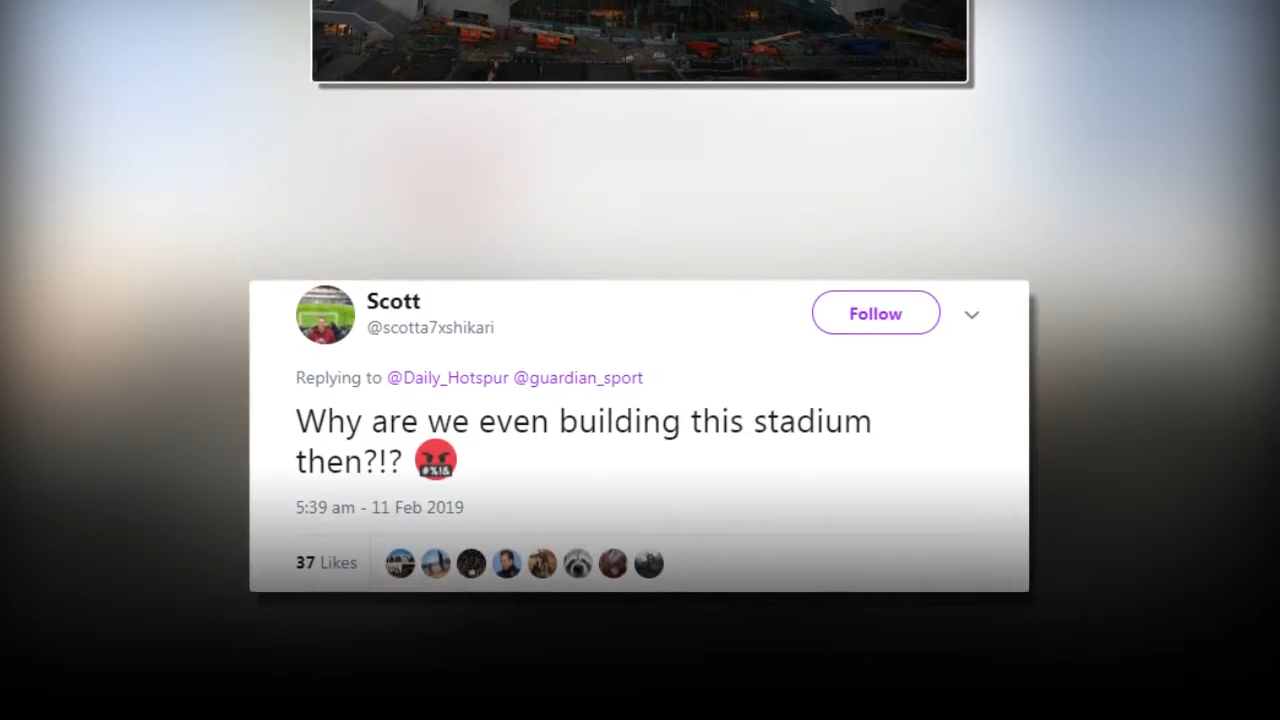 Scott
Follow
@scotta7xshikari
Replying to @Daily_Hotspur @guardian_sport
Why are we even building this stadium
then?!? 🤬
5:39 am - 11 Feb 2019
37 Likes